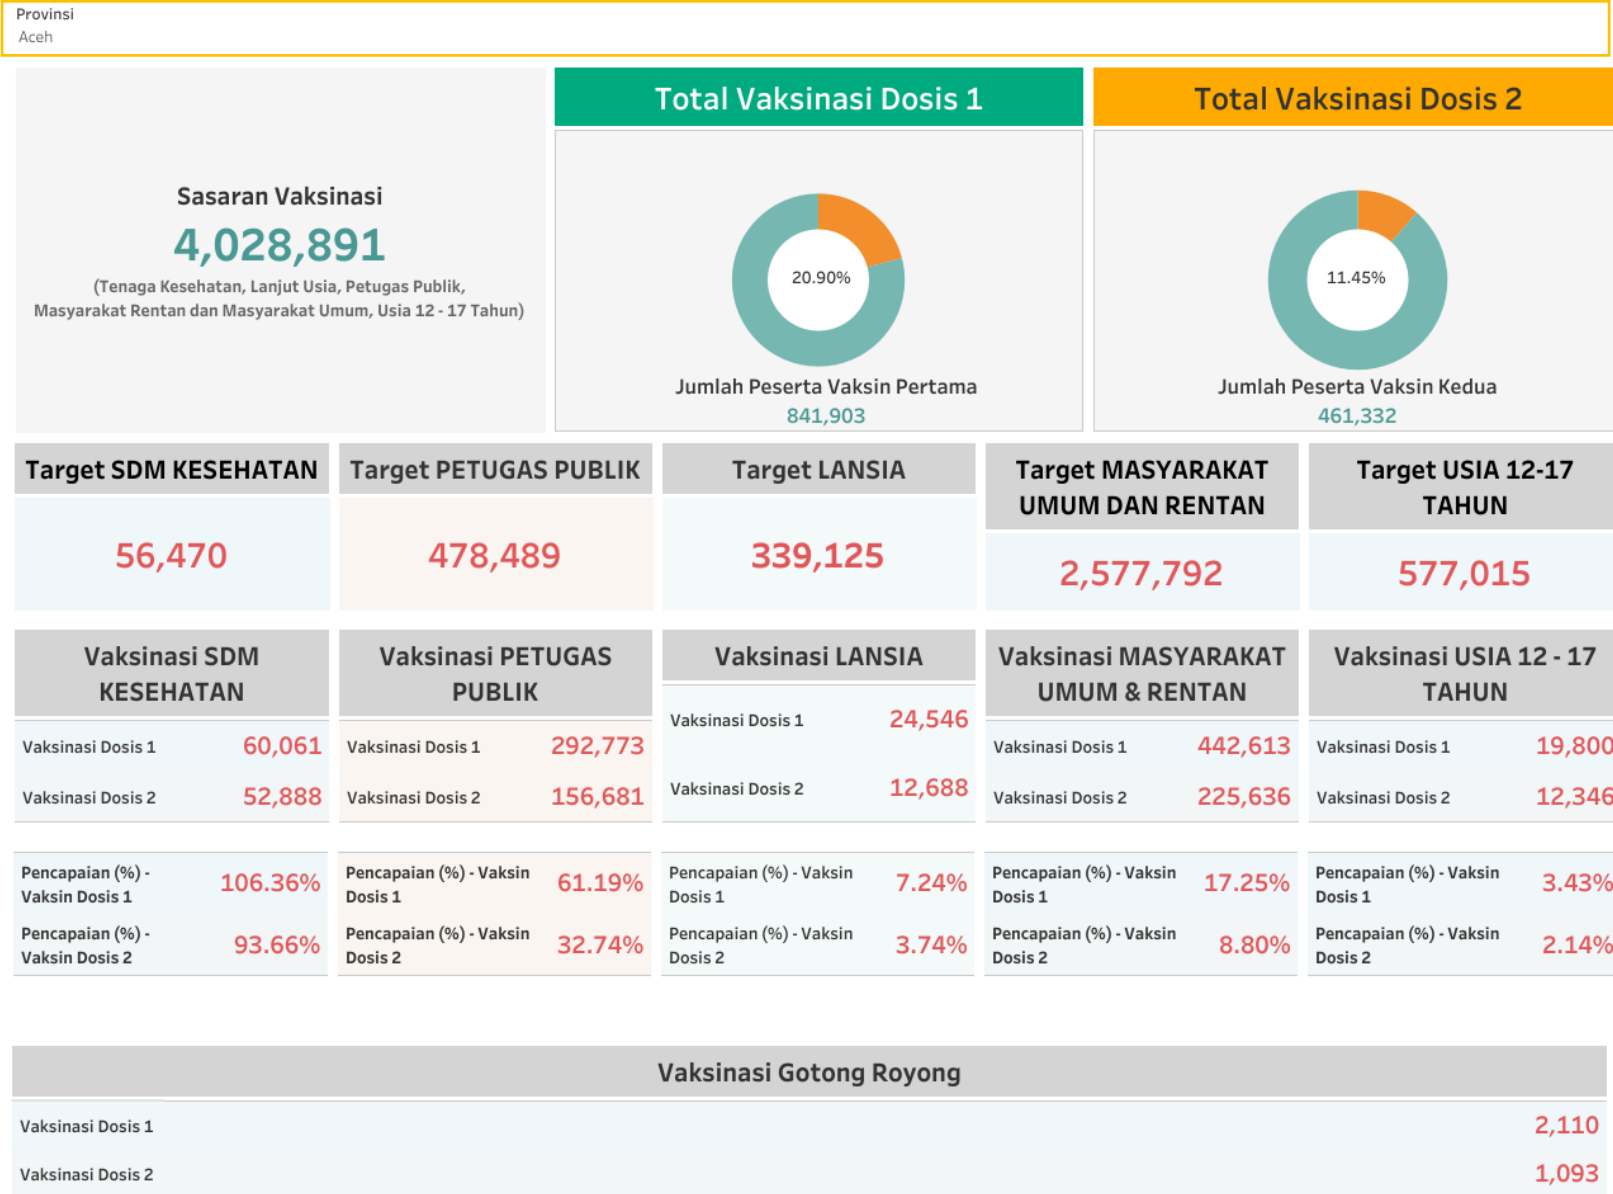 Provinsi
Aceh
Sasaran Vaksinasi
4,028,891
(Tenaga Kesehatan, Lanjut Usia, Petugas Publik,
Masyarakat Rentan dan Masyarakat Umum, Usia 12 - 17 Tahun)
Total Vaksinasi Dosis 1
20.90%
Jumlah Peserta Vaksin Pertama
841,903
Total Vaksinasi Dosis 2
11.45%
Jumlah Peserta Vaksin Kedua
461,332
Target SDM KESEHATAN
56,470
Target PETUGAS PUBLIK
478,489
Target LANSIA
339,125
Target MASYARAKAT
UMUM DAN RENTAN
2,577,792
Target USIA 12-17
TAHUN
577,015
Vaksinasi SDM
KESEHATAN
Vaksinasi Dosis 1 60,061
Vaksinasi Dosis 2 52,888
Pencapaian (%) -
Vaksin Dosis 1 106.36%
Pencapaian (%) -
Vaksin Dosis 2 93.66%
Vaksinasi PETUGAS
PUBLIK
Vaksinasi Dosis 1 292,773
Vaksinasi Dosis 2 156,681
Pencapaian (%) - Vaksin
Dosis 1 61.19%
Pencapaian (%) - Vaksin
Dosis 2 32.74%
Vaksinasi LANSIA
Vaksinasi Dosis 1 24,546
Vaksinasi Dosis 2 12,688
Pencapaian (%) - Vaksin
Dosis 1 7.24%
Pencapaian (%) - Vaksin
Dosis 2 3.74%
Vaksinasi MASYARAKAT
UMUM & RENTAN
Vaksinasi Dosis 1 442,613
Vaksinasi Dosis 2 225,636
Pencapaian (%) - Vaksin
Dosis 1 17.25%
Pencapaian (%) - Vaksin
Dosis 2 8.80%
Vaksinasi USIA 12 - 17
TAHUN
Vaksinasi Dosis 1 19,800
Vaksinasi Dosis 2 12,346
Pencapaian (%) - Vaksin
Dosis 1 3.43%
Pencapaian (%) - Vaksin
Dosis 2 2.14%
Vaksinasi Gotong Royong
Vaksinasi Dosis 1 2,110
Vaksinasi Dosis 2 1,093